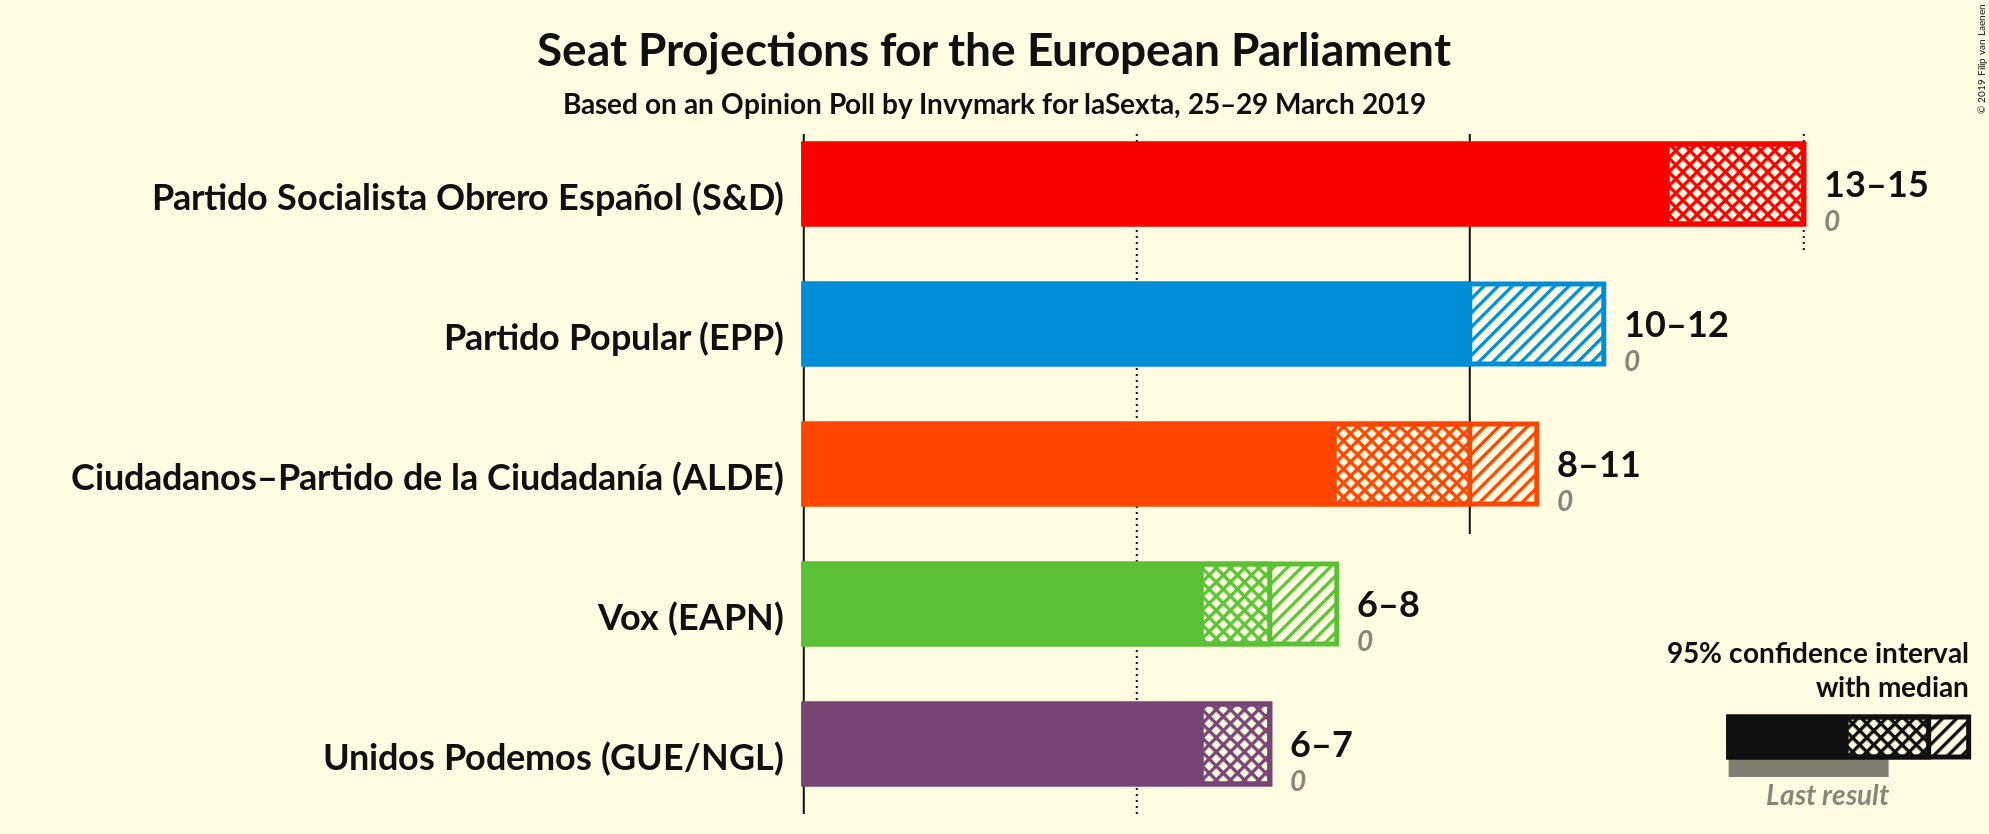 Seat Projections for the European Parliament
Based on an Opinion Poll by Invymark for laSexta, 25–29 March 2019
© 2019 Filip van Laenen
Partido Socialista Obrero Español (S&D)
13–15
0
Partido Popular (EPP)
10–12
0
Ciudadanos–Partido de la Ciudadanía (ALDE)
8–11
0
Vox (EAPN)
6–8
0
Unidos Podemos (GUE/NGL)
6–7
0
95% confidence interval
with median
Last result